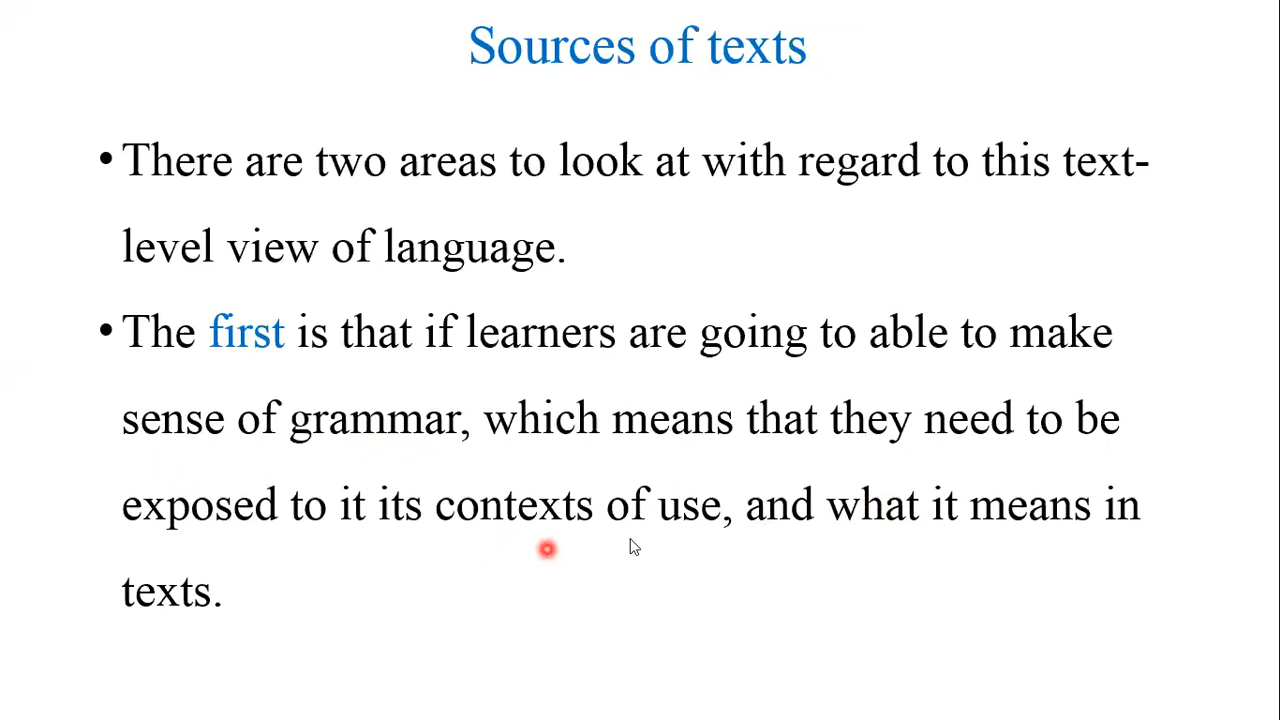 Sources of texts
• There are two areas to look at with regard to this text-
level view of language.
• The first is that if learners are going to able to make
sense of grammar, which means that they need to be
exposed to it its contexts of use, and what it means in
texts.